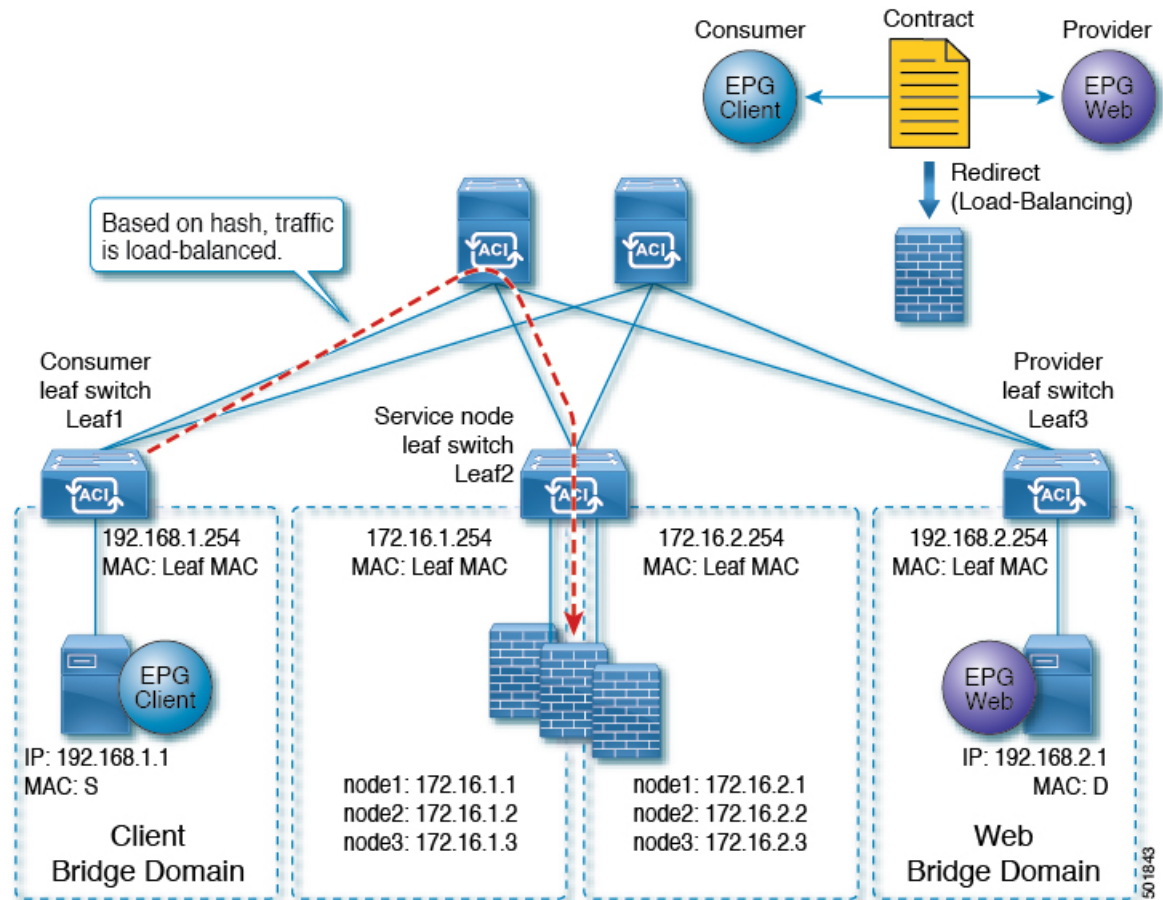 Consumer
Contract
Provider
EPG
Client
EPG
Web
Redirect
(Load-Balancing)
Based on hash, traffic
is load-balanced.
ACI
ACI
Consumer
leaf switch
Leaf1
Service node
leaf switch
Leaf2
Provider
leaf switch
Leaf3
ACI
ACI
ACI
192.168.1.254
MAC: Leaf MAC
172.16.1.254
MAC: Leaf MAC
172.16.2.254
MAC: Leaf MAC
192.168.2.254
MAC: Leaf MAC
EPG
Client
EPG
Web
IP: 192.168.1.1
MAC: S
node1: 172.16.1.1
node2: 172.16.1.2
node3: 172.16.1.3
node1: 172.16.2.1
node2: 172.16.2.2
node3: 172.16.2.3
IP: 192.168.2.1
MAC: D
Client
Bridge Domain
Web
Bridge Domain
501843